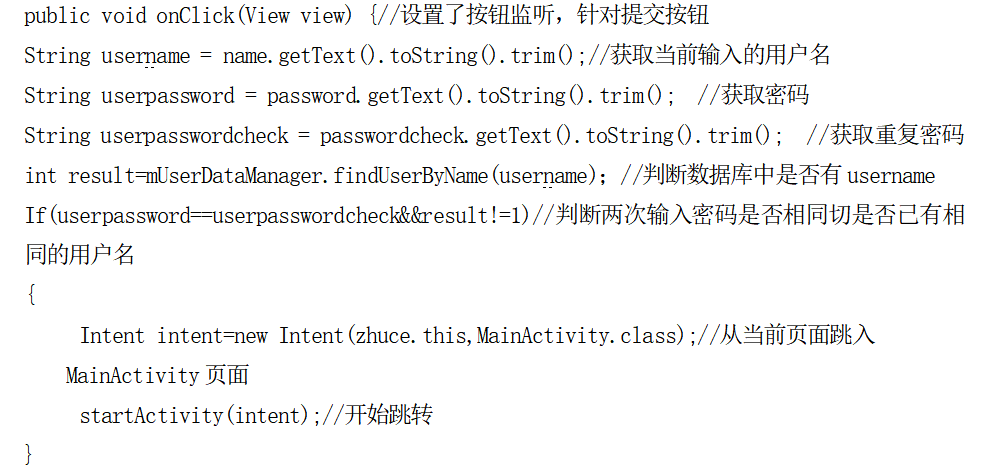 public void onClick(View view) {//设置了按钮监听，针对提交按钮
String username = name.getText().toString().trim();//获取当前输入的用户名
String userpassword = password.getText().toString().trim();  //获取密码
String userpasswordcheck = passwordcheck.getText().toString().trim();  //获取重复密码
int result=mUserDataManager.findUserByName(username); //判断数据库中是否有 username
If(userpassword==userpasswordcheck&&result!=1)//判断两次输入密码是否相同切是否已有相
同的用户名
{
Intent intent=new Intent(zhuce.this,MainActivity.class);//从当前页面跳入
MainActivity 页面
startActivity(intent);//开始跳转
}